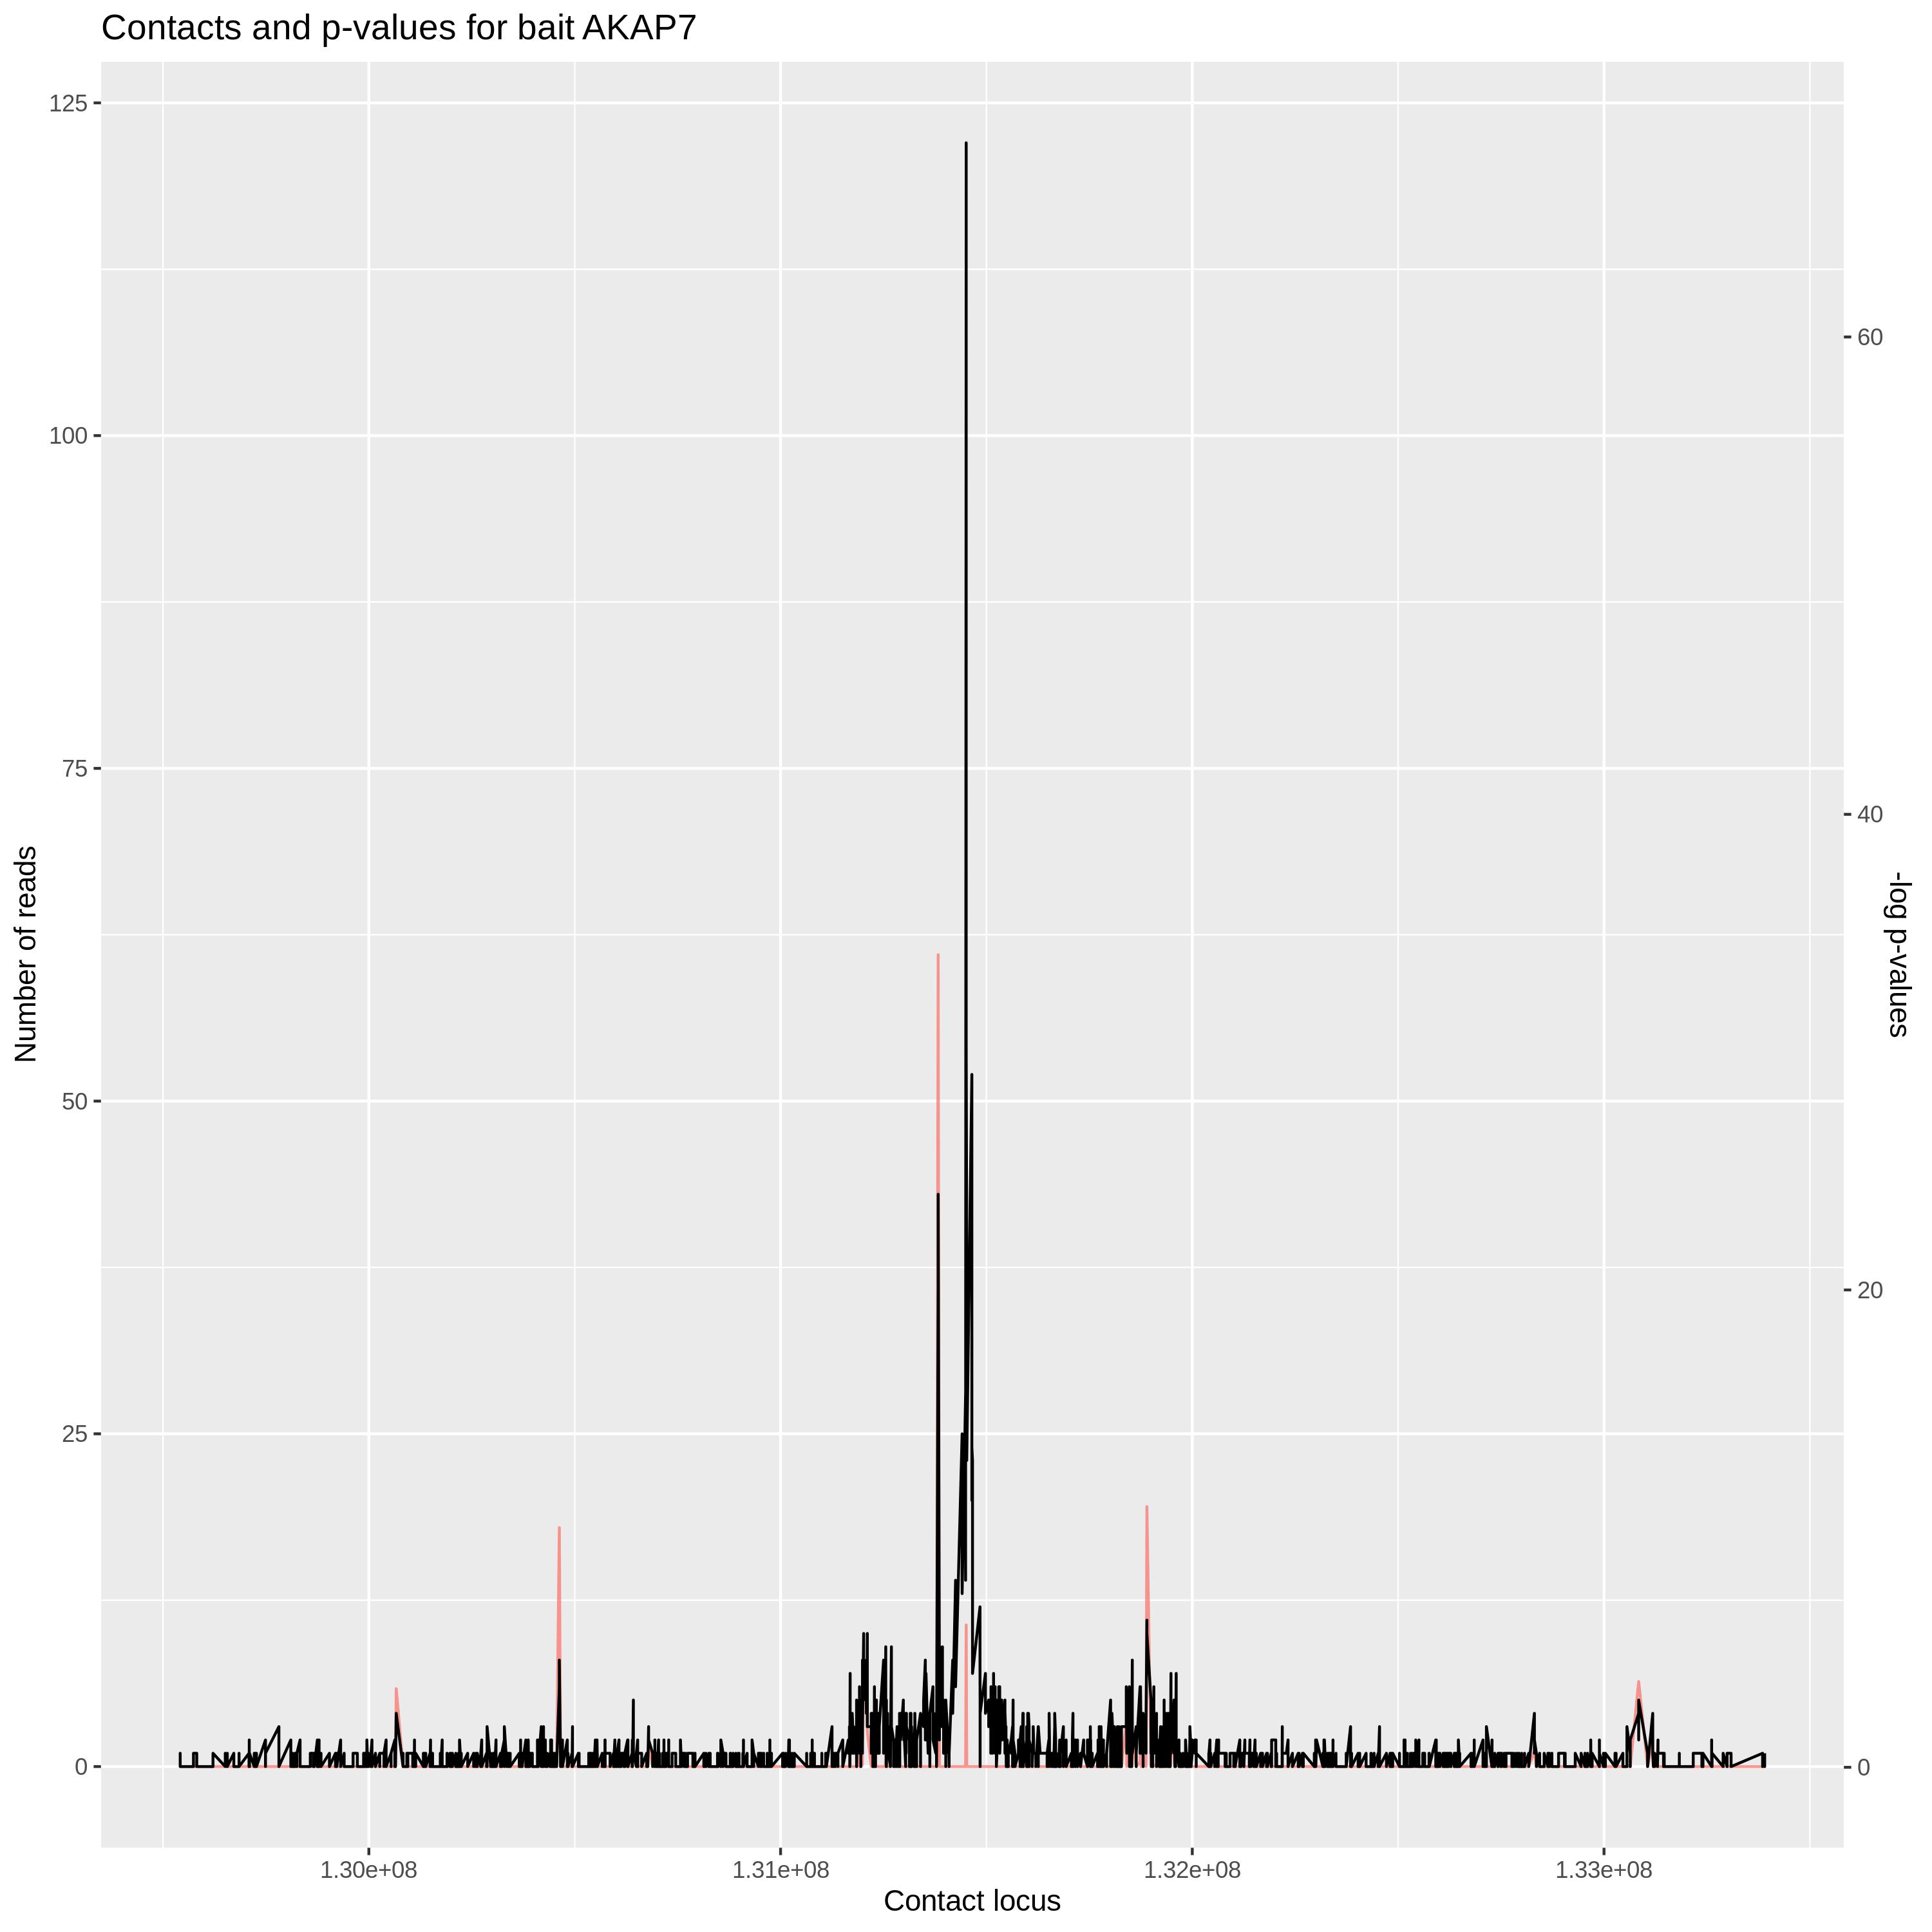 Contacts and p-values for bait AKAP7
125
100
75
50
25
0
Number of reads
60
40
20
0
-log p-values
1.30e+08
1.31e+08
1.32e+08
1.33e+08
Contact locus